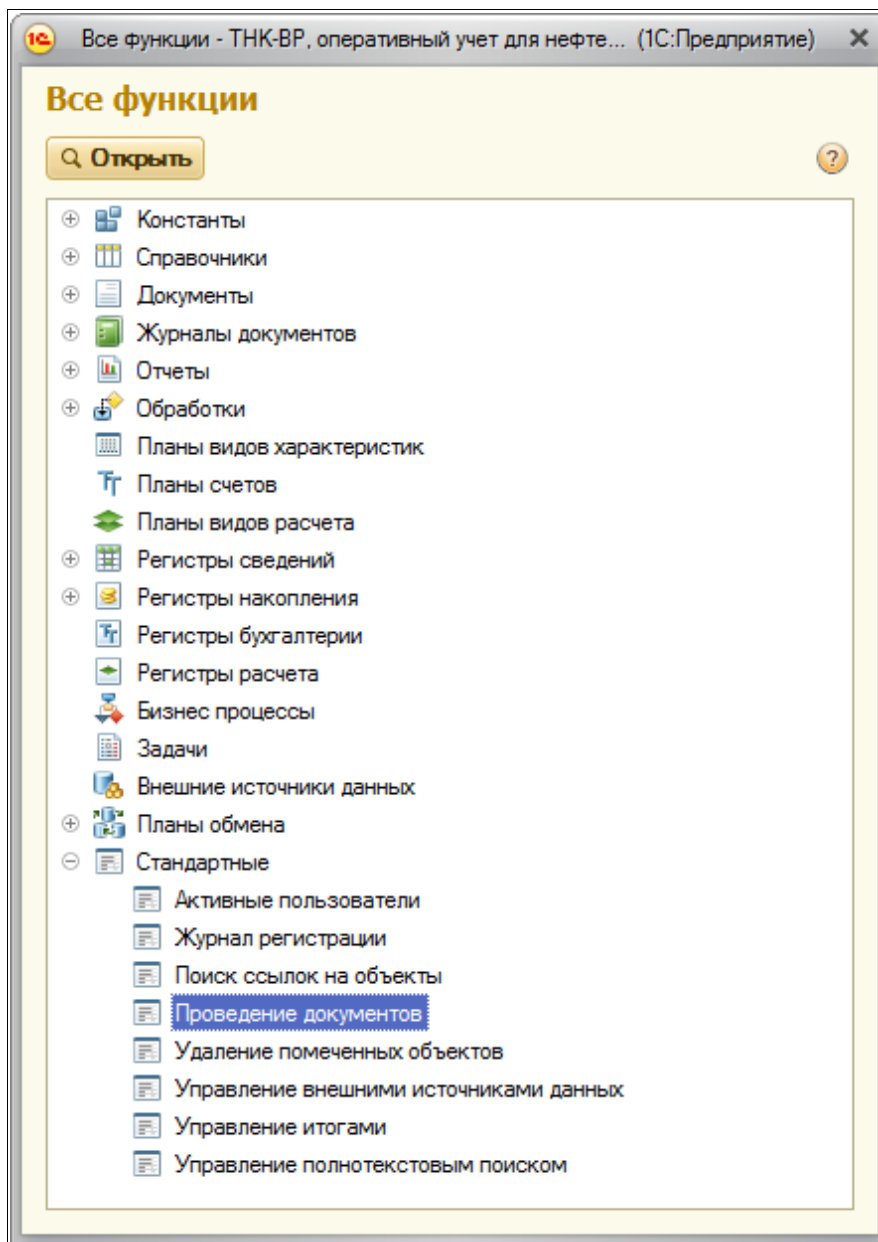 1С Все функции - ТНК-BP, оперативный учет для нефте... (1С:Предприятие)
Все функции
Открыть ?
Константы
Справочники
Документы
Журналы документов
Отчеты
Обработки
Планы видов характеристик
Планы счетов
Планы видов расчета
Регистры сведений
Регистры накопления
Регистры бухгалтерии
Регистры расчета
Бизнес процессы
Задачи
Внешние источники данных
Планы обмена
Стандартные
Активные пользователи
Журнал регистрации
Поиск ссылок на объекты
Проведение документов
Удаление помеченных объектов
Управление внешними источниками данных
Управление итогами
Управление полнотекстовым поиском